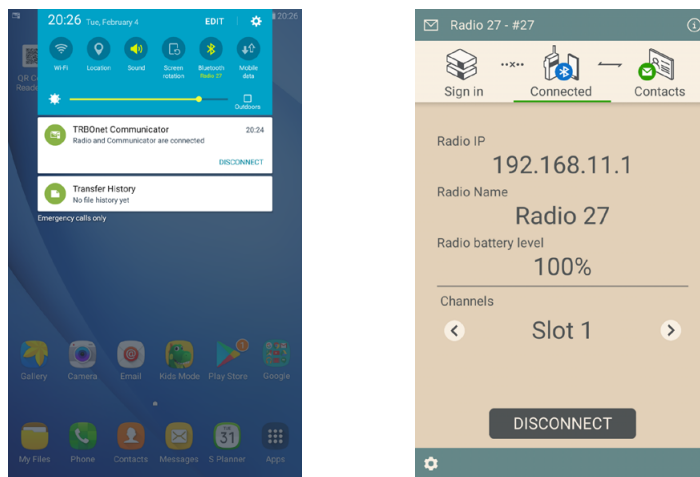 20:26
20:26 Tue, February 4 EDIT
Wi-Fi Location Sound Screen rotation Bluetooth Radio 27 Mobile data
Outdoors
TRBOnet Communicator 20:24
Radio and Communicator are connected
DISCONNECT
Transfer History
No file history yet
Emergency calls only
QR Co
Reade
Gallery Camera Email Kids Mode Play Store Google
1
My Files Phone Contacts Messages S Planner Apps
31
Radio 27 - #27
Sign in Connected Contacts
Radio IP
192.168.11.1
Radio Name
Radio 27
Radio battery level
100%
Channels
Slot 1
DISCONNECT